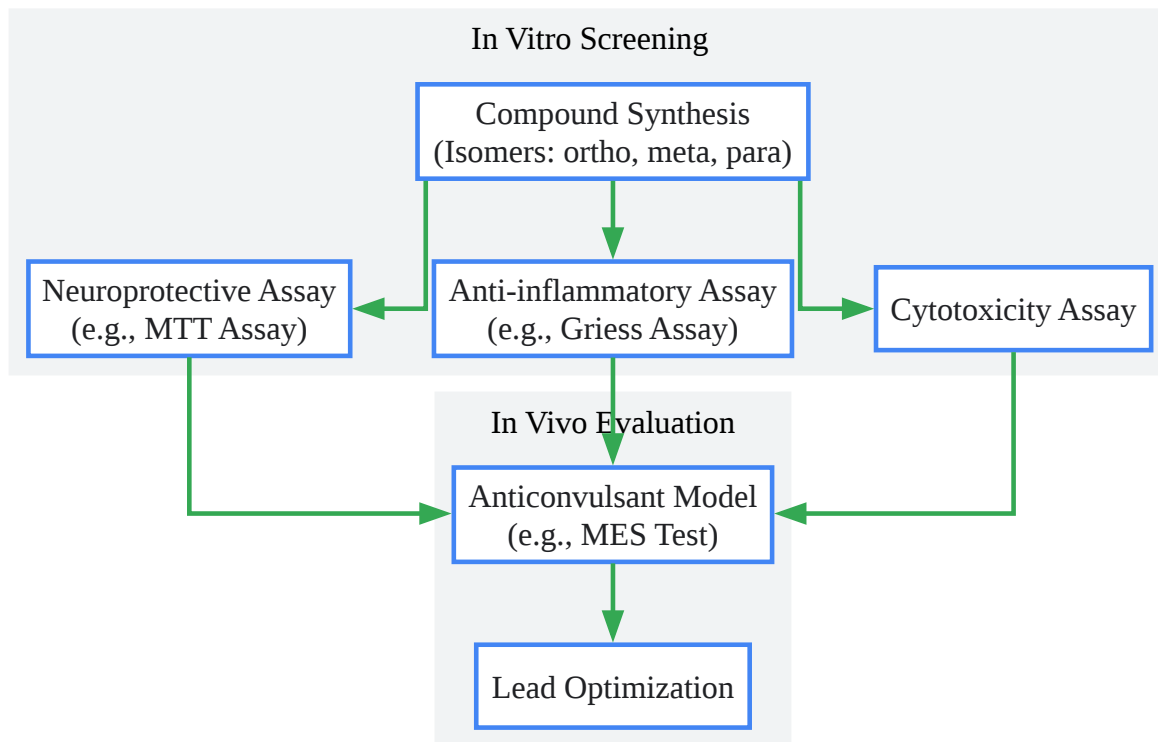 In Vitro Screening
Compound Synthesis
(Isomers: ortho, meta, para)
Neuroprotective Assay
(e.g., MTT Assay)
Anti-inflammatory Assay
(e.g., Griess Assay)
Cytotoxicity Assay
In Vivo Evaluation
Anticonvulsant Model
(e.g., MES Test)
Lead Optimization